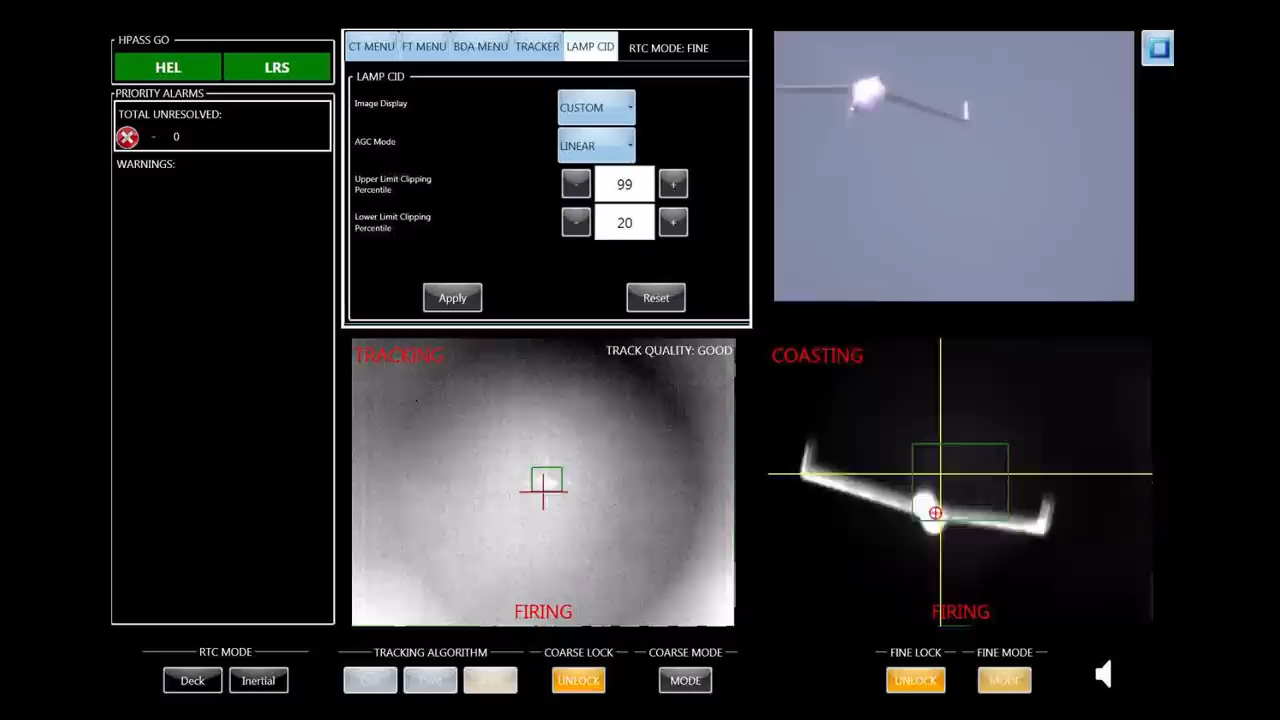 HPASS GO
HEL
LRS
PRIORITY ALARMS
TOTAL UNRESOLVED:
- 0
WARNINGS:
CT MENU
FT MENU
BDA MENU
TRACKER
LAMP CID
RTC MODE: FINE
LAMP CID
Image Display
CUSTOM
AGC Mode
LINEAR
Upper Limit Clipping
Percentile
-
99
+
Lower Limit Clipping
Percentile
-
20
+
Apply
Reset
TRACKING
TRACK QUALITY: GOOD
FIRING
COASTING
FIRING
RTC MODE
Deck
Inertial
TRACKING ALGORITHM
COARSE LOCK
UNLOCK
COARSE MODE
MODE
FINE LOCK
UNLOCK
FINE MODE
MODE